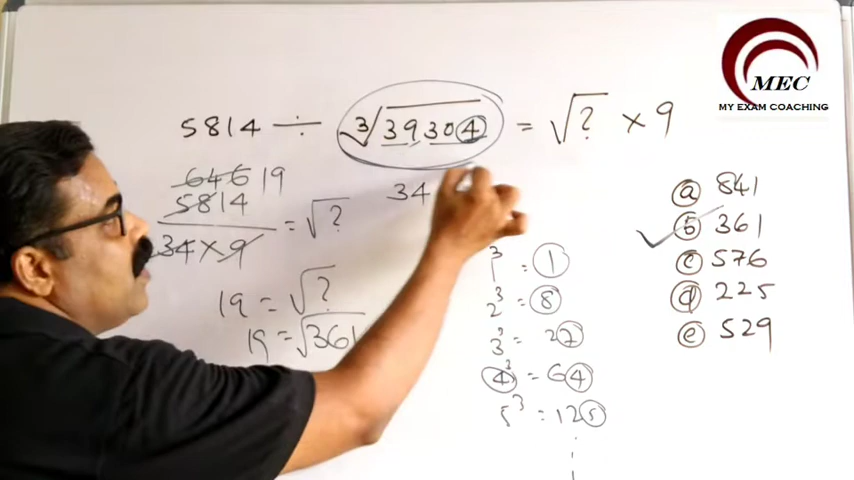 MEC
MY EXAM COACHING
5814 ÷ ∛39304 = √? × 9
646 19
5814
34 × 9 = √?
34
19 = √?
19 = √361
1³ = 1
2³ = 8
3³ = 27
4³ = 64
5³ = 125
a 841
b 361
c 576
d 225
e 529